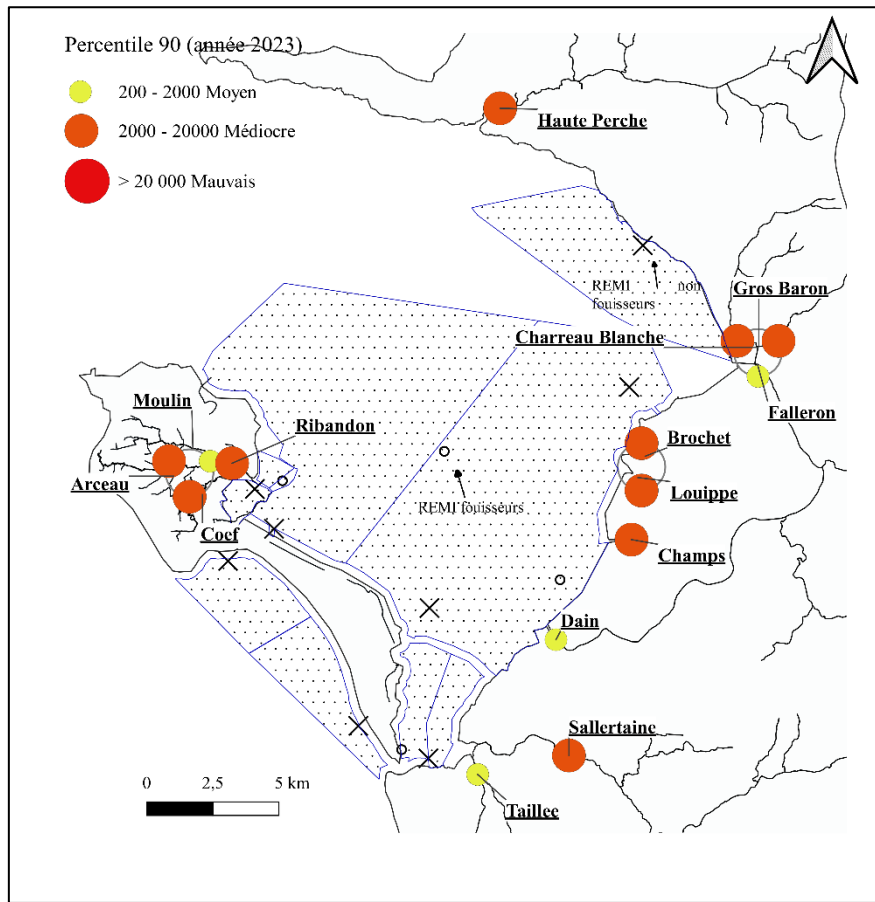 Percentile 90 (année 2023)
200 - 2000 Moyen
2000 - 20000 Médiocre
> 20 000 Mauvais
Haute Perche
REMI non
fouisseurs
Gros Baron
Charreau Blanche
Falleron
Moulin
Ribandon
Arceau
Cocf
REMI fouisseurs
Brochet
Louippe
Champs
Dain
Sallertaine
Taillee
0 2,5 5 km